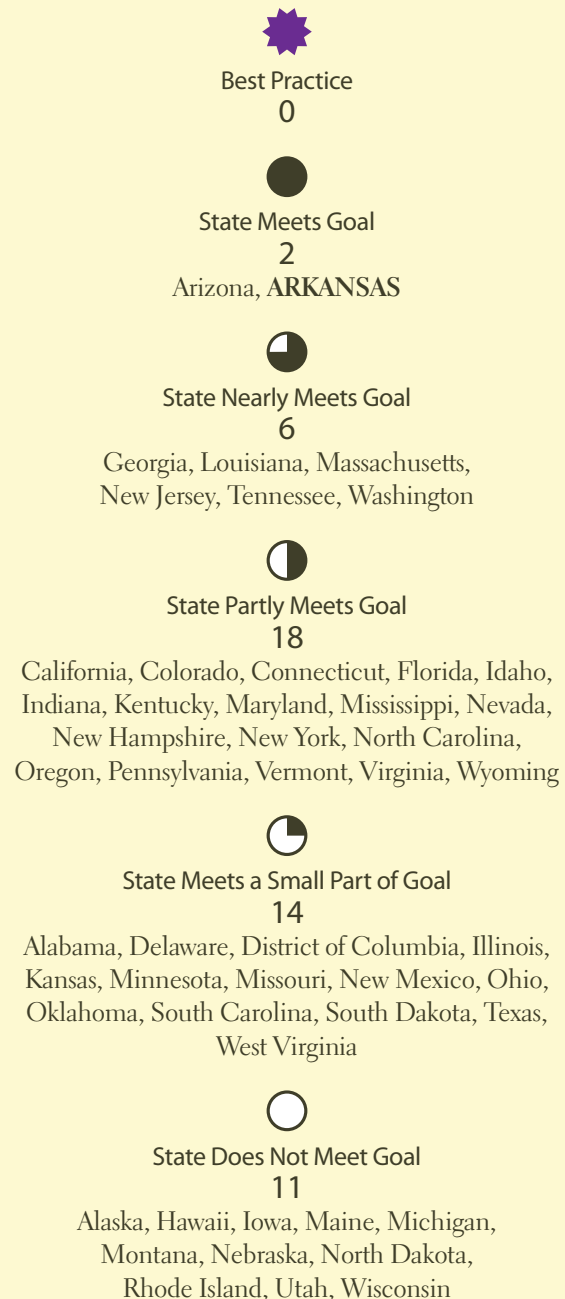 Best Practice
0
State Meets Goal
2
Arizona, ARKANSAS
State Nearly Meets Goal
6
Georgia, Louisiana, Massachusetts,
New Jersey, Tennessee, Washington
State Partly Meets Goal
18
California, Colorado, Connecticut, Florida, Idaho,
Indiana, Kentucky, Maryland, Mississippi, Nevada,
New Hampshire, New York, North Carolina,
Oregon, Pennsylvania, Vermont, Virginia, Wyoming
State Meets a Small Part of Goal
14
Alabama, Delaware, District of Columbia, Illinois,
Kansas, Minnesota, Missouri, New Mexico, Ohio,
Oklahoma, South Carolina, South Dakota, Texas,
West Virginia
State Does Not Meet Goal
11
Alaska, Hawaii, Iowa, Maine, Michigan,
Montana, Nebraska, North Dakota,
Rhode Island, Utah, Wisconsin